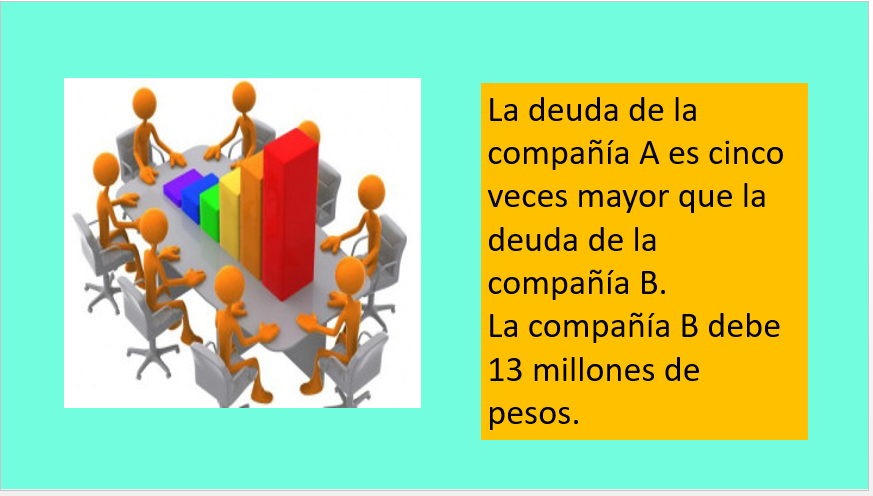 La deuda de la
compañía A es cinco
veces mayor que la
deuda de la
compañía B.
La compañía B debe
13 millones de
pesos.